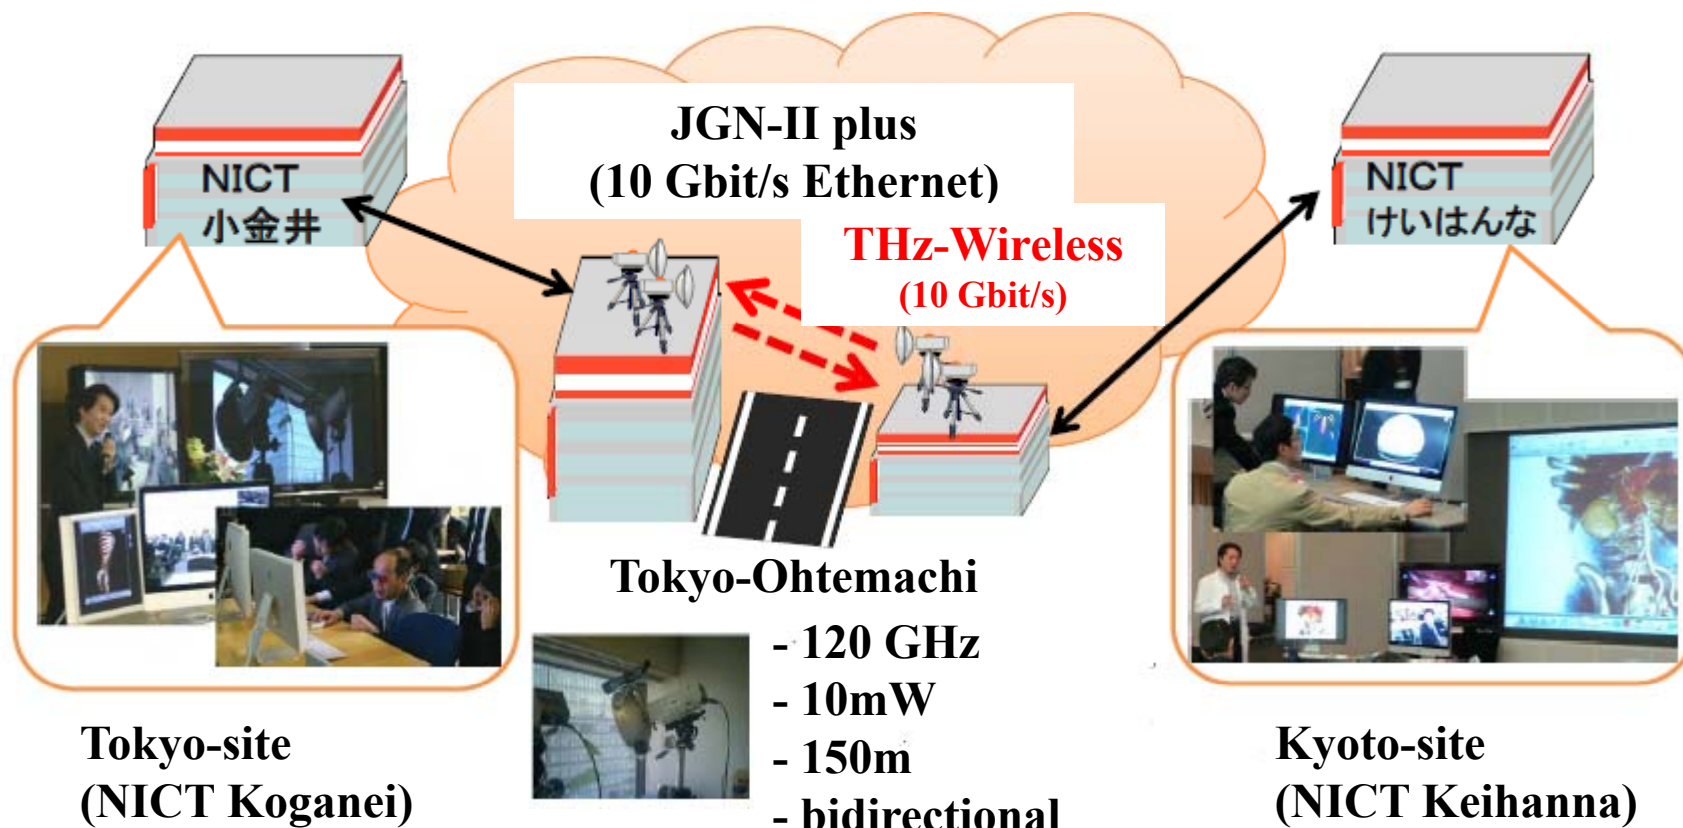 JGN-II plus
(10 Gbit/s Ethernet)
NICT
小金井
NICT
けいはんな
THz-Wireless
(10 Gbit/s)
Tokyo-Ohtemachi
- 120 GHz
- 10mW
- 150m
- bidirectional
Tokyo-site
(NICT Koganei)
Kyoto-site
(NICT Keihanna)